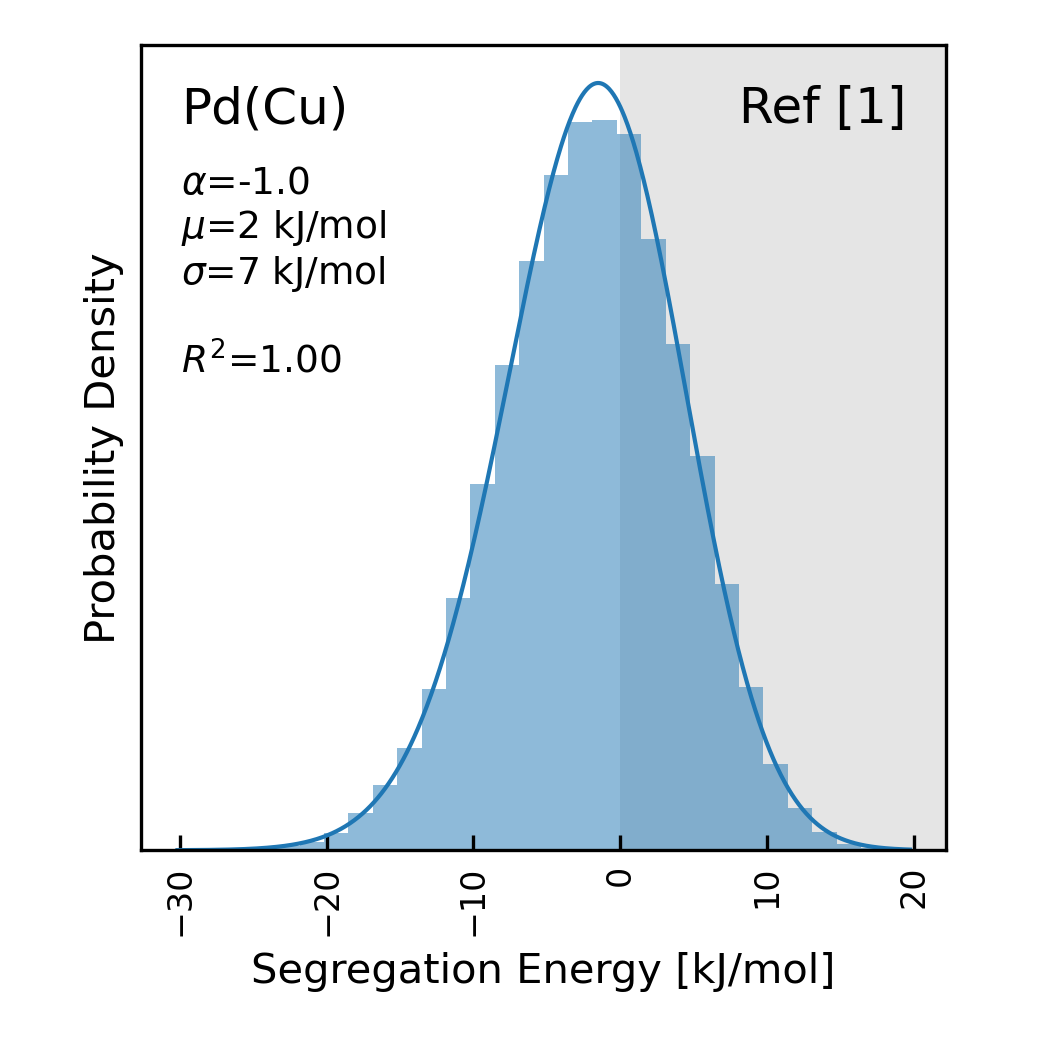 Pd(Cu)
Ref [1]
α=-1.0
μ=2 kJ/mol
σ=7 kJ/mol
R²=1.00
Probability Density
−30
−20
−10
0
10
20
Segregation Energy [kJ/mol]